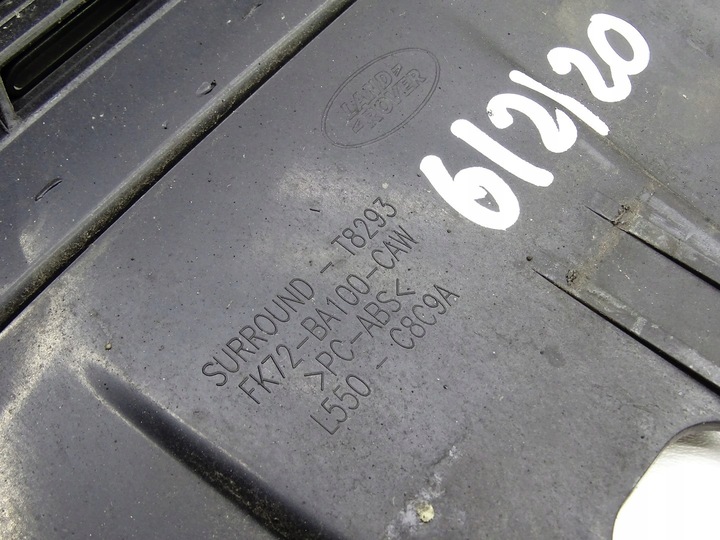 LAND
ROVER
6/2/20
SURROUND - T8293
FK72-BA100-CAW
>PC-ABS<
L550 - C8C9A